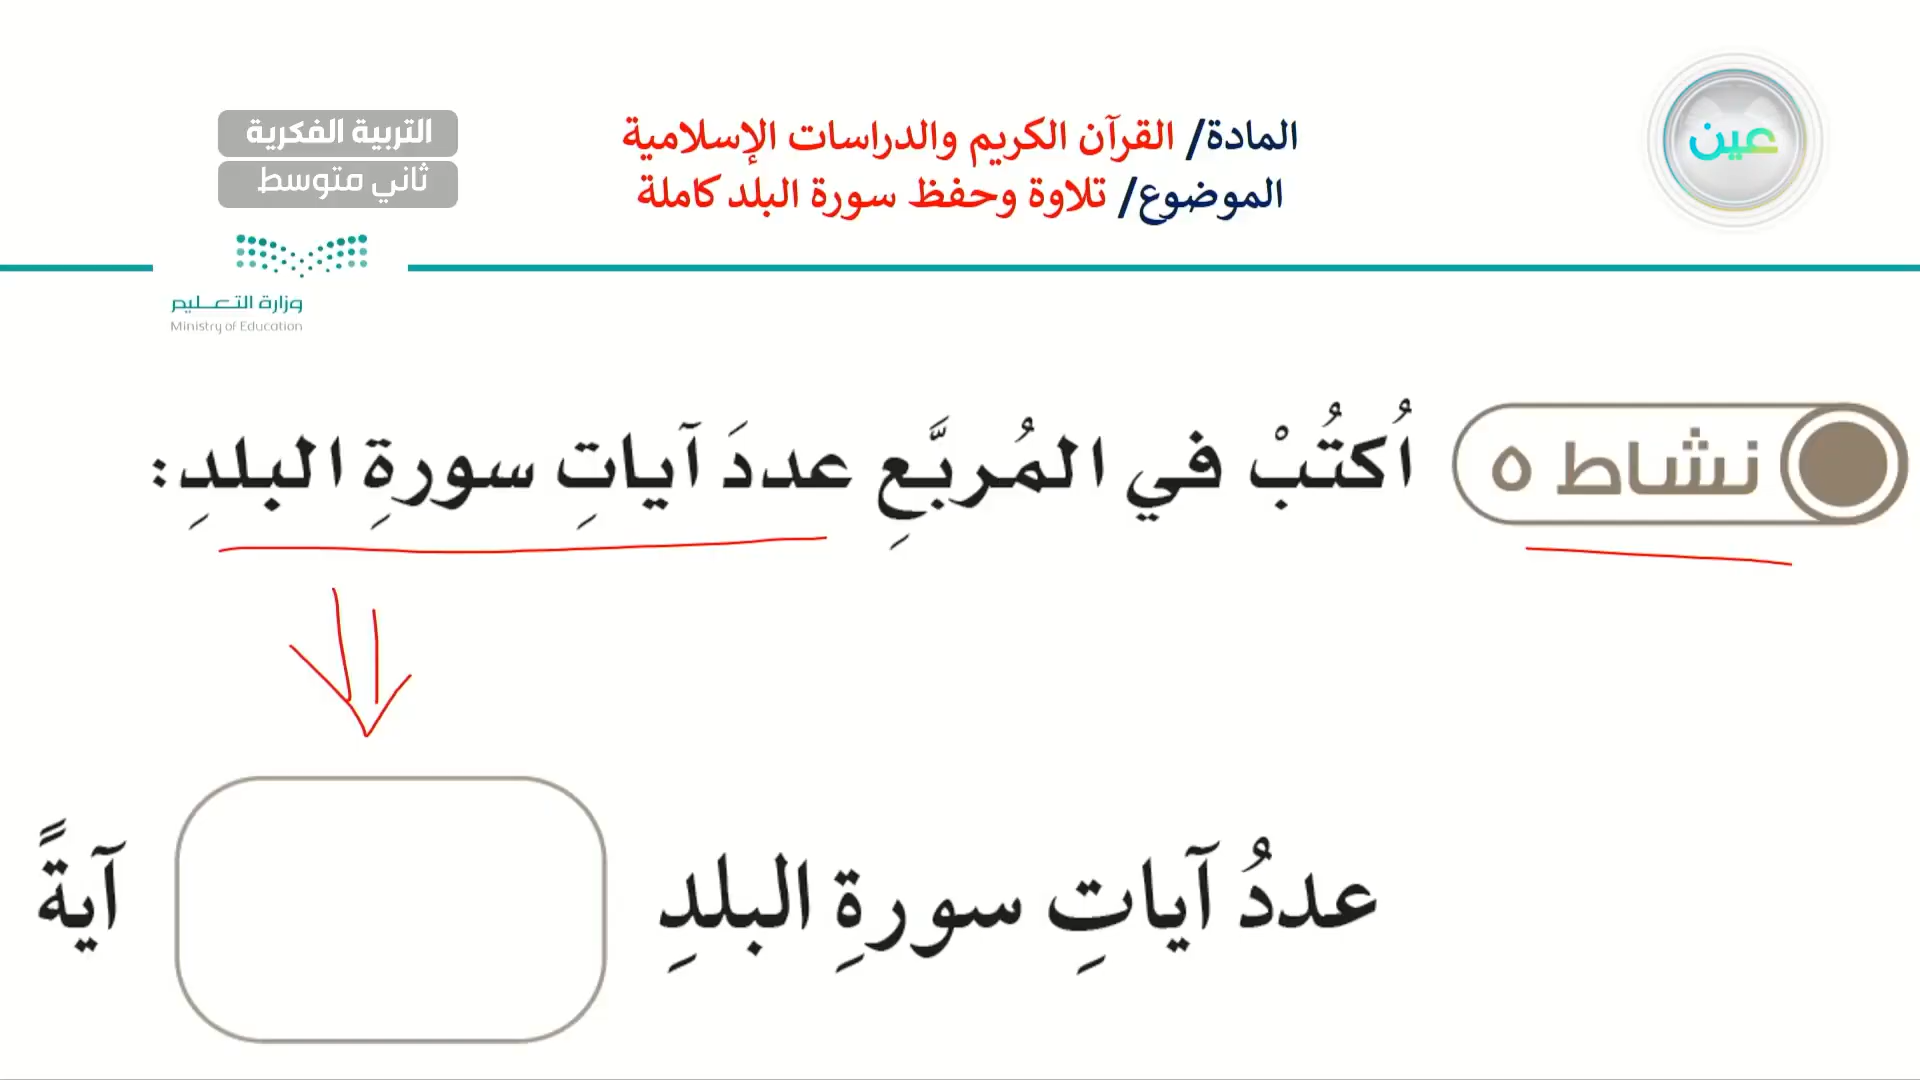 المادة/ القرآن الكريم والدراسات الإسلامية
الموضوع/ تلاوة وحفظ سورة البلد كاملة
عين
التربية الفكرية
ثاني متوسط
وزارة التعليم
Ministry of Education
نشاط ٥
اُكتُبْ في المُربَّعِ عددَ آياتِ سورةِ البلدِ:
عددُ آياتِ سورةِ البلدِ
آيةً